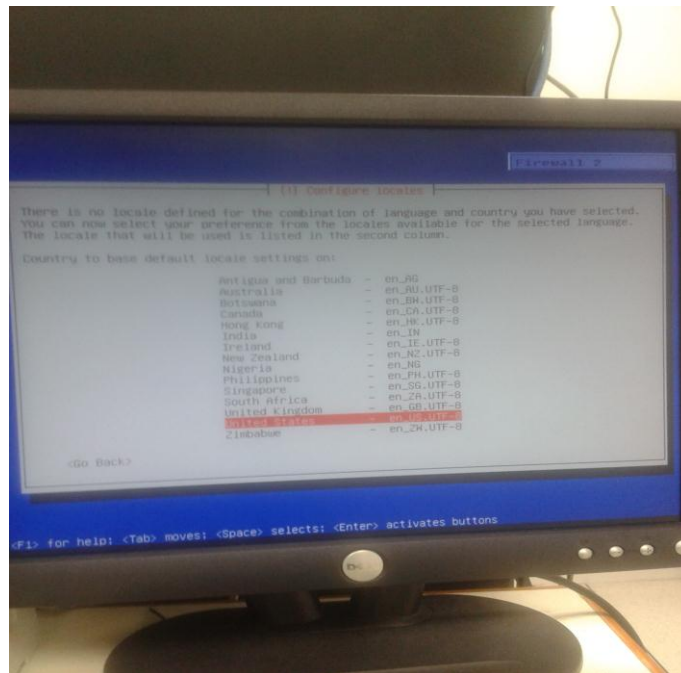 Firewall 2
[!] Configure locales
There is no locale defined for the combination of language and country you have selected.
You can now select your preference from the locales available for the selected language.
The locale that will be used is listed in the second column.
Country to base default locale settings on:
Antigua and Barbuda - en_AG
Australia - en_AU.UTF-8
Botswana - en_BW.UTF-8
Canada - en_CA.UTF-8
Hong Kong - en_HK.UTF-8
India - en_IN
Ireland - en_IE.UTF-8
New Zealand - en_NZ.UTF-8
Nigeria - en_NG
Philippines - en_PH.UTF-8
Singapore - en_SG.UTF-8
South Africa - en_ZA.UTF-8
United Kingdom - en_GB.UTF-8
United States - en_US.UTF-8
Zimbabwe - en_ZW.UTF-8
<Go Back>
<F1> for help; <Tab> moves; <Space> selects; <Enter> activates buttons